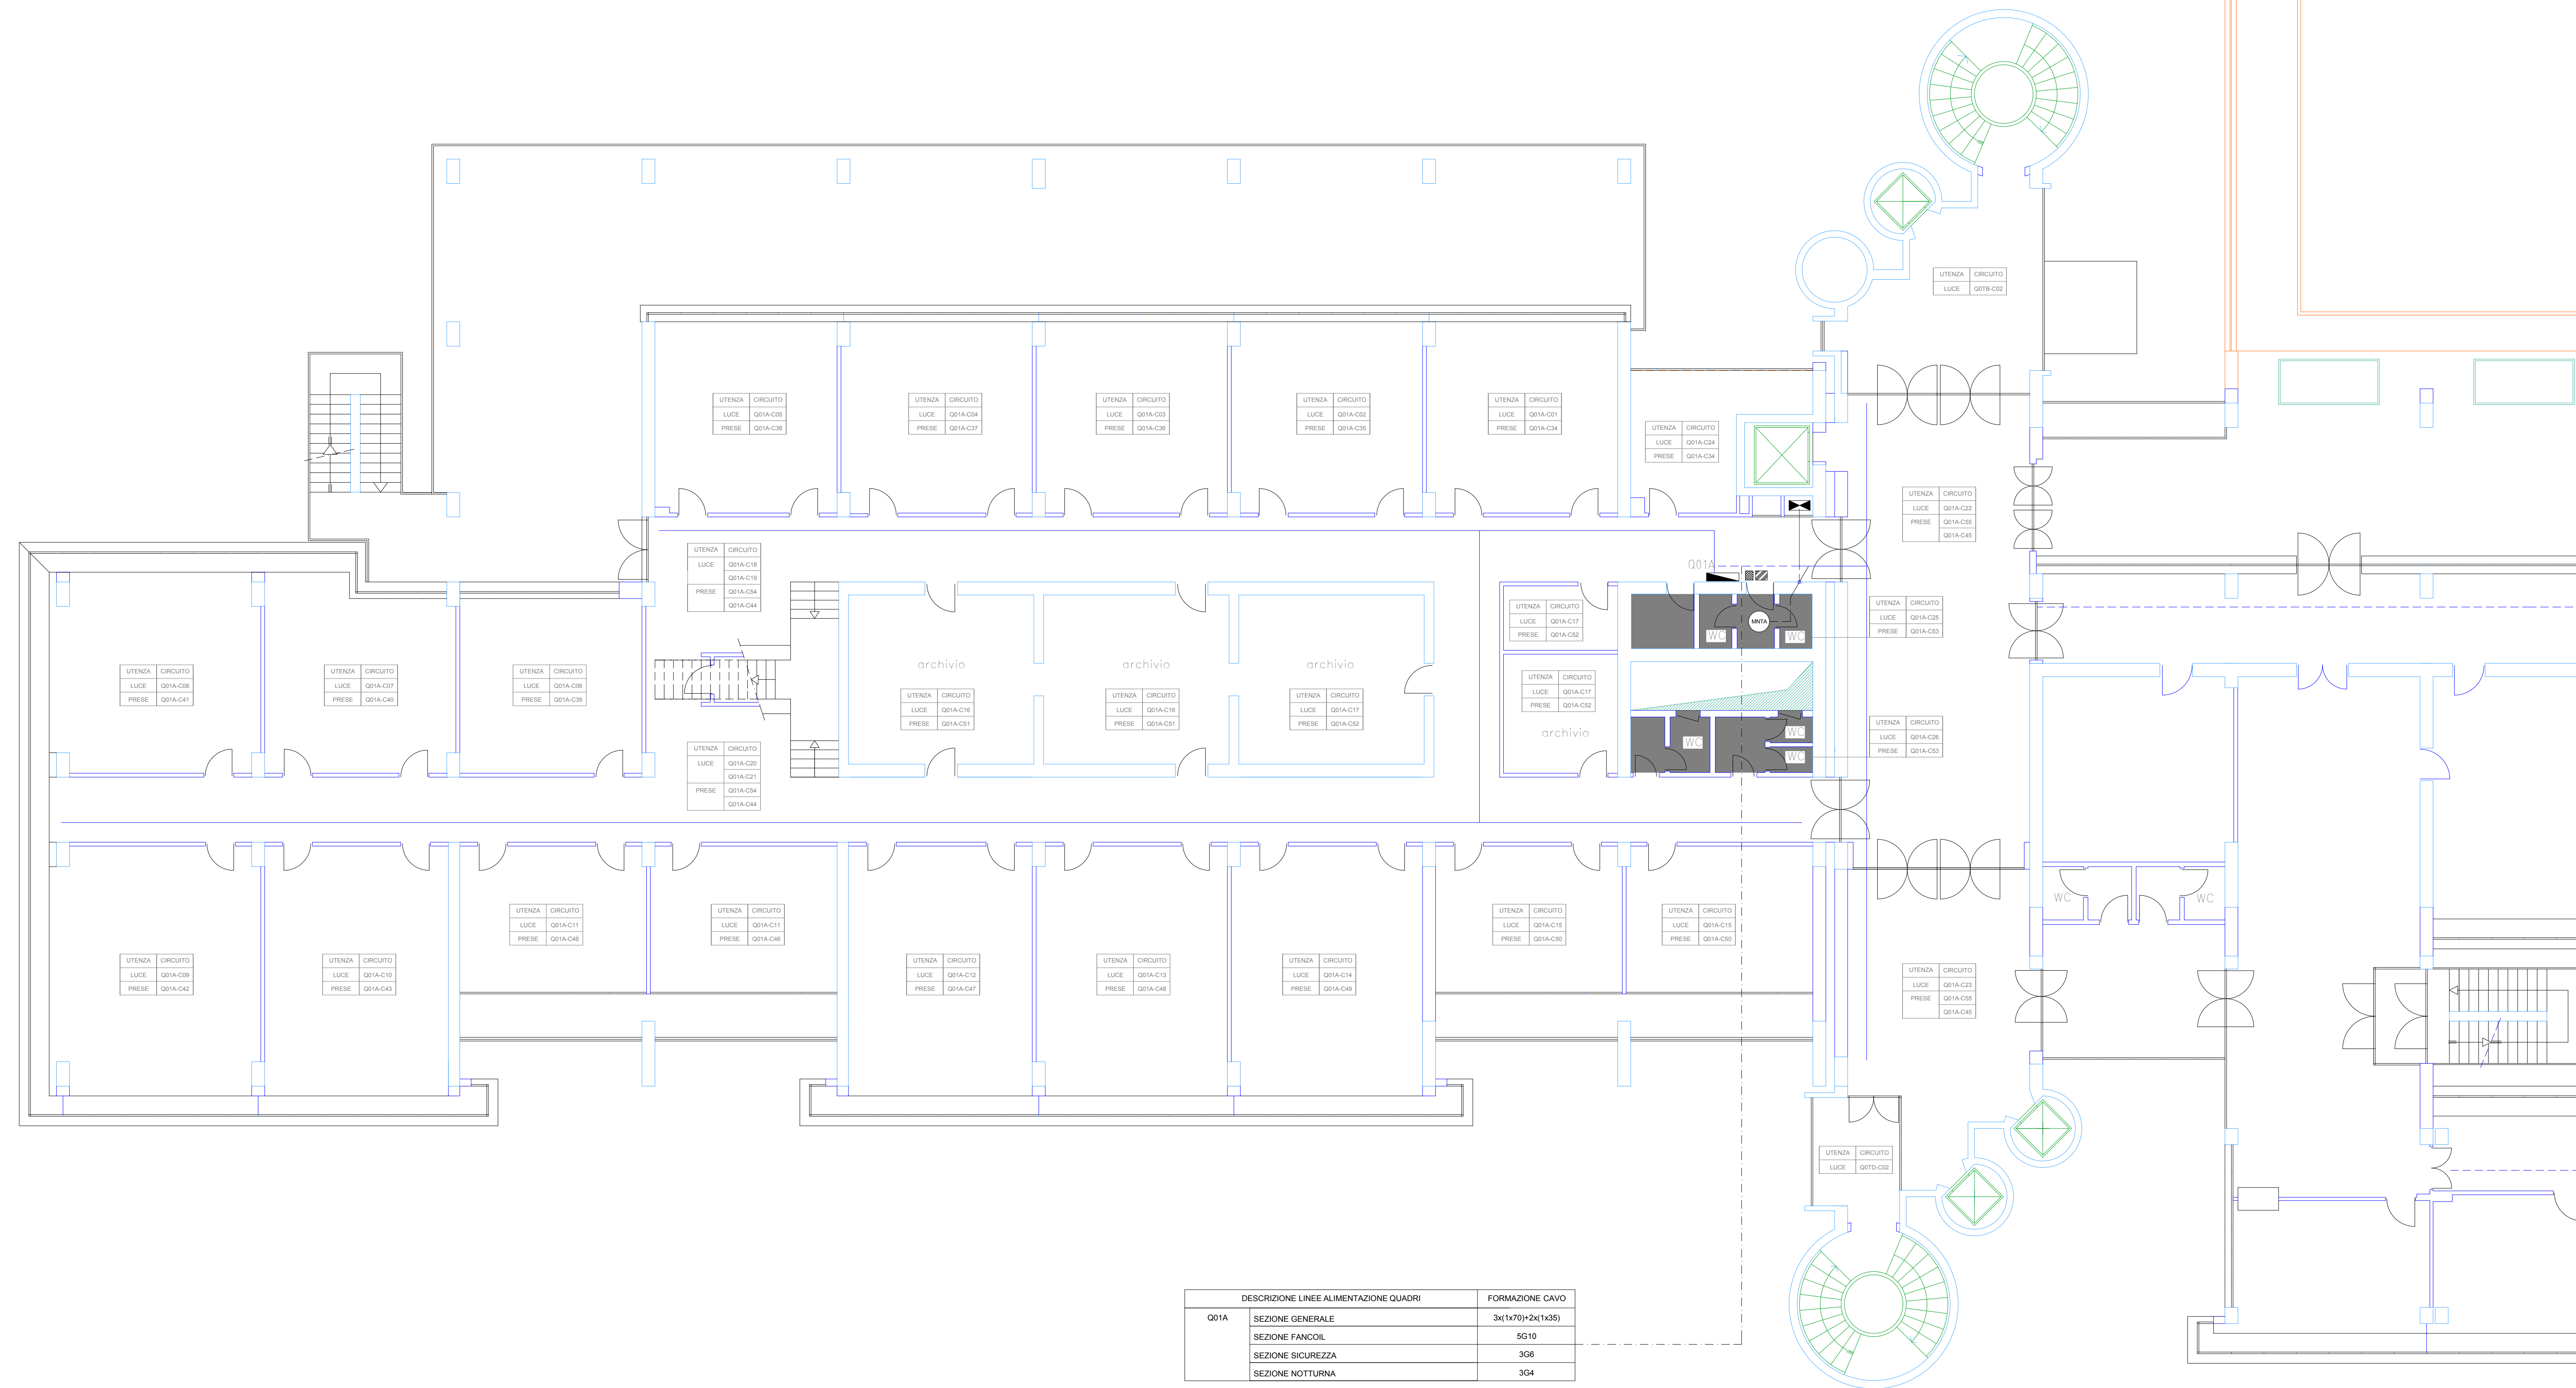 UTENZA CIRCUITO
LUCE Q0TB-C02
UTENZA CIRCUITO
LUCE Q01A-C05
PRESE Q01A-C38
UTENZA CIRCUITO
LUCE Q01A-C04
PRESE Q01A-C37
UTENZA CIRCUITO
LUCE Q01A-C03
PRESE Q01A-C36
UTENZA CIRCUITO
LUCE Q01A-C02
PRESE Q01A-C35
UTENZA CIRCUITO
LUCE Q01A-C01
PRESE Q01A-C34
UTENZA CIRCUITO
LUCE Q01A-C24
PRESE Q01A-C34
UTENZA CIRCUITO
LUCE Q01A-C22
PRESE Q01A-C55
Q01A-C45
UTENZA CIRCUITO
LUCE Q01A-C18
Q01A-C19
PRESE Q01A-C54
Q01A-C44
Q01A
UTENZA CIRCUITO
LUCE Q01A-C17
PRESE Q01A-C52
MNTA
WC
WC
UTENZA CIRCUITO
LUCE Q01A-C25
PRESE Q01A-C53
UTENZA CIRCUITO
LUCE Q01A-C08
PRESE Q01A-C41
UTENZA CIRCUITO
LUCE Q01A-C07
PRESE Q01A-C40
UTENZA CIRCUITO
LUCE Q01A-C06
PRESE Q01A-C39
archivio
UTENZA CIRCUITO
LUCE Q01A-C16
PRESE Q01A-C51
archivio
UTENZA CIRCUITO
LUCE Q01A-C16
PRESE Q01A-C51
archivio
UTENZA CIRCUITO
LUCE Q01A-C17
PRESE Q01A-C52
UTENZA CIRCUITO
LUCE Q01A-C17
PRESE Q01A-C52
archivio
WC
WC
WC
UTENZA CIRCUITO
LUCE Q01A-C26
PRESE Q01A-C53
UTENZA CIRCUITO
LUCE Q01A-C20
Q01A-C21
PRESE Q01A-C54
Q01A-C44
WC
WC
UTENZA CIRCUITO
LUCE Q01A-C11
PRESE Q01A-C46
UTENZA CIRCUITO
LUCE Q01A-C11
PRESE Q01A-C46
UTENZA CIRCUITO
LUCE Q01A-C15
PRESE Q01A-C50
UTENZA CIRCUITO
LUCE Q01A-C15
PRESE Q01A-C50
UTENZA CIRCUITO
LUCE Q01A-C09
PRESE Q01A-C42
UTENZA CIRCUITO
LUCE Q01A-C10
PRESE Q01A-C43
UTENZA CIRCUITO
LUCE Q01A-C12
PRESE Q01A-C47
UTENZA CIRCUITO
LUCE Q01A-C13
PRESE Q01A-C48
UTENZA CIRCUITO
LUCE Q01A-C14
PRESE Q01A-C49
UTENZA CIRCUITO
LUCE Q01A-C23
PRESE Q01A-C55
Q01A-C45
UTENZA CIRCUITO
LUCE Q0TD-C02
DESCRIZIONE LINEE ALIMENTAZIONE QUADRI FORMAZIONE CAVO
Q01A SEZIONE GENERALE 3x(1x70)+2x(1x35)
SEZIONE FANCOIL 5G10
SEZIONE SICUREZZA 3G6
SEZIONE NOTTURNA 3G4